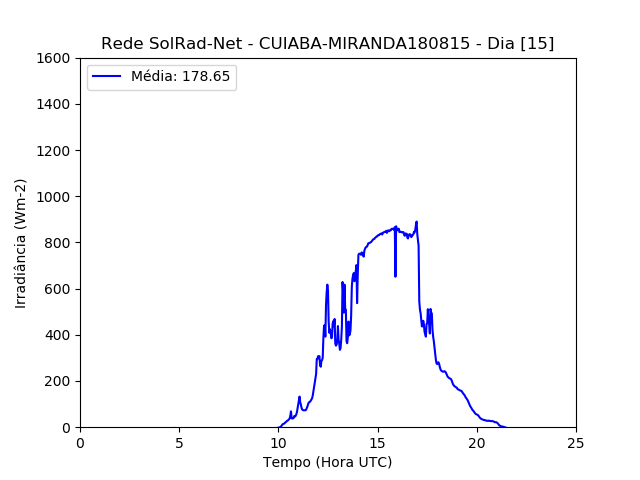 Rede SolRad-Net - CUIABA-MIRANDA180815 - Dia [15]
Média: 178.65
1600
1400
1200
1000
800
600
400
200
0
Irradiância (Wm-2)
0 5 10 15 20 25
Tempo (Hora UTC)